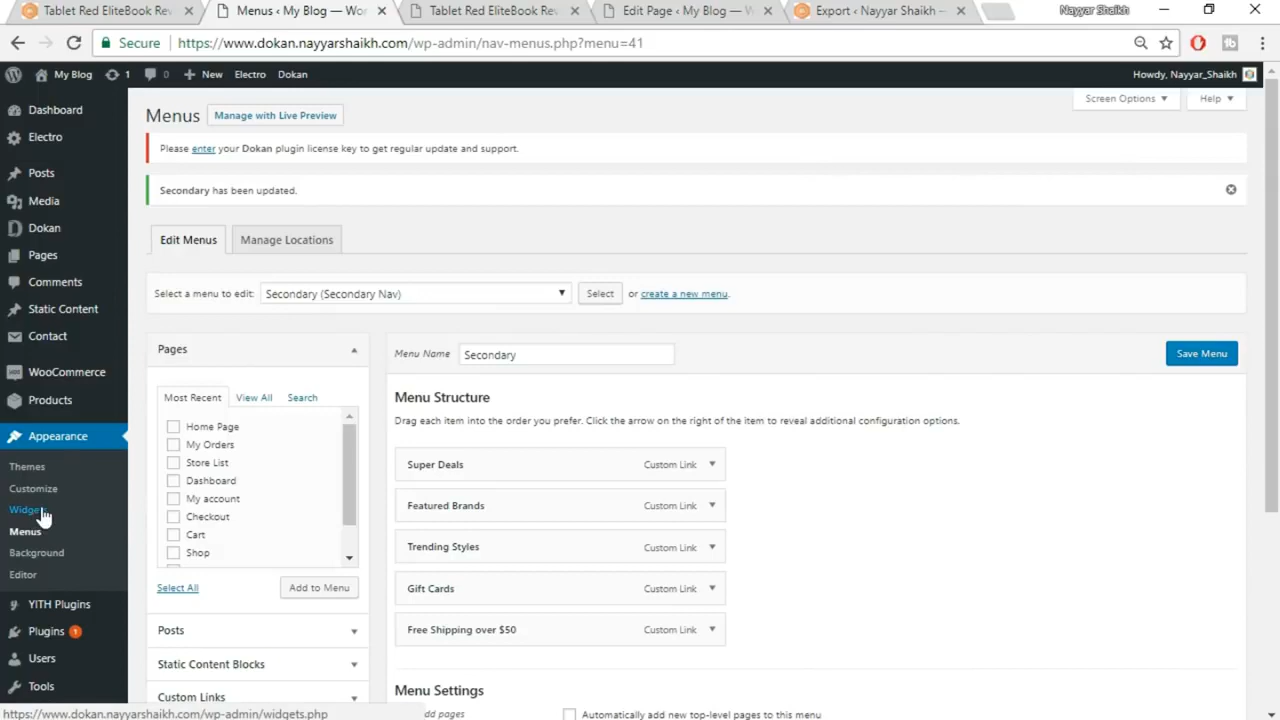 Tablet Red EliteBook Rev
Menus ‹ My Blog — Wor
Tablet Red EliteBook Rev
Edit Page ‹ My Blog — W
Export ‹ Nayyar Shaikh —
Nayyar Shaikh
Secure
https://www.dokan.nayyarshaikh.com/wp-admin/nav-menus.php?menu=41
My Blog
1
0
New
Electro
Dokan
Howdy, Nayyar_Shaikh
Dashboard
Electro
Posts
Media
Dokan
Pages
Comments
Static Content
Contact
WooCommerce
Products
Appearance
Themes
Customize
Widgets
Menus
Background
Editor
YITH Plugins
Plugins 1
Users
Tools
https://www.dokan.nayyarshaikh.com/wp-admin/widgets.php
Screen Options
Help
Menus
Manage with Live Preview
Please enter your Dokan plugin license key to get regular update and support.
Secondary has been updated.
Edit Menus
Manage Locations
Select a menu to edit:
Secondary (Secondary Nav)
Select
or create a new menu.
Pages
Most Recent
View All
Search
Home Page
My Orders
Store List
Dashboard
My account
Checkout
Cart
Shop
Select All
Add to Menu
Posts
Static Content Blocks
Custom Links
Menu Name
Secondary
Save Menu
Menu Structure
Drag each item into the order you prefer. Click the arrow on the right of the item to reveal additional configuration options.
Super Deals
Custom Link
Featured Brands
Custom Link
Trending Styles
Custom Link
Gift Cards
Custom Link
Free Shipping over $50
Custom Link
Menu Settings
dd pages
Automatically add new top-level pages to this menu